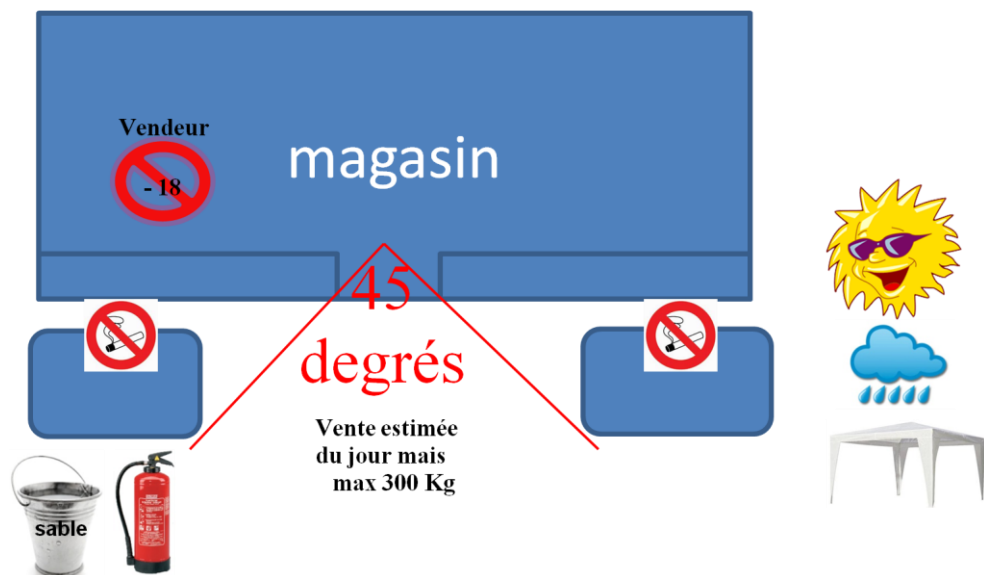 Vendeur
- 18
magasin
45
degrés
Vente estimée
du jour mais
max 300 Kg
sable